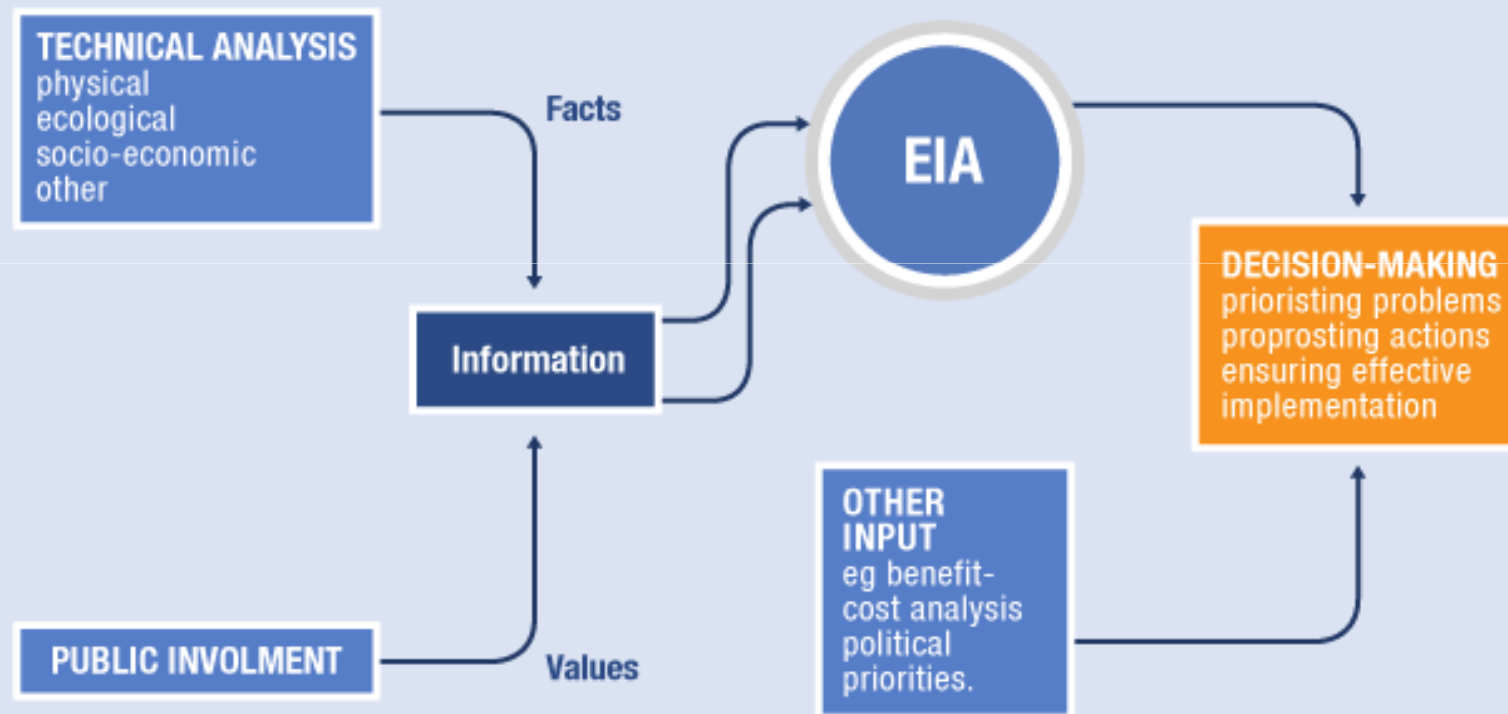 TECHNICAL ANALYSIS
physical
ecological
socio-economic
other
Facts
EIA
Information
DECISION-MAKING
prioristing problems
proprosting actions
ensuring effective
implementation
OTHER
INPUT
eg benefit-
cost analysis
political
priorities.
PUBLIC INVOLMENT
Values